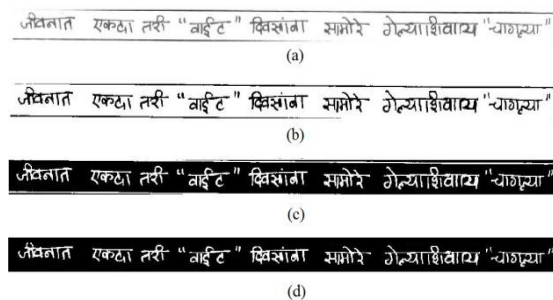 जीवनात एकदा तरी “वाईट” दिवसांना सामोरे गेल्याशिवाय “चांगल्या”
(a)
जीवनात एकदा तरी “वाईट” दिवसांना सामोरे गेल्याशिवाय “चांगल्या”
(b)
जीवनात एकदा तरी “वाईट” दिवसांना सामोरे गेल्याशिवाय “चांगल्या”
(c)
जीवनात एकदा तरी “वाईट” दिवसांना सामोरे गेल्याशिवाय “चांगल्या”
(d)